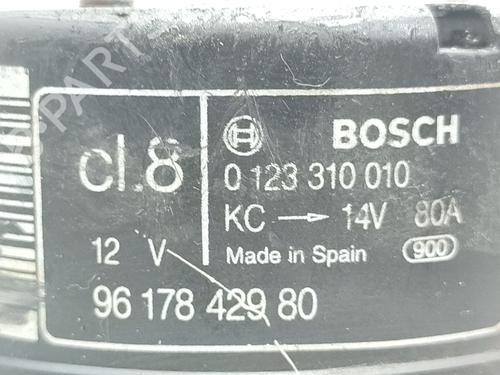 BOSCH
cl.8
0 123 310 010
KC → 14V 80A
12 V
Made in Spain 900
96 178 429 80